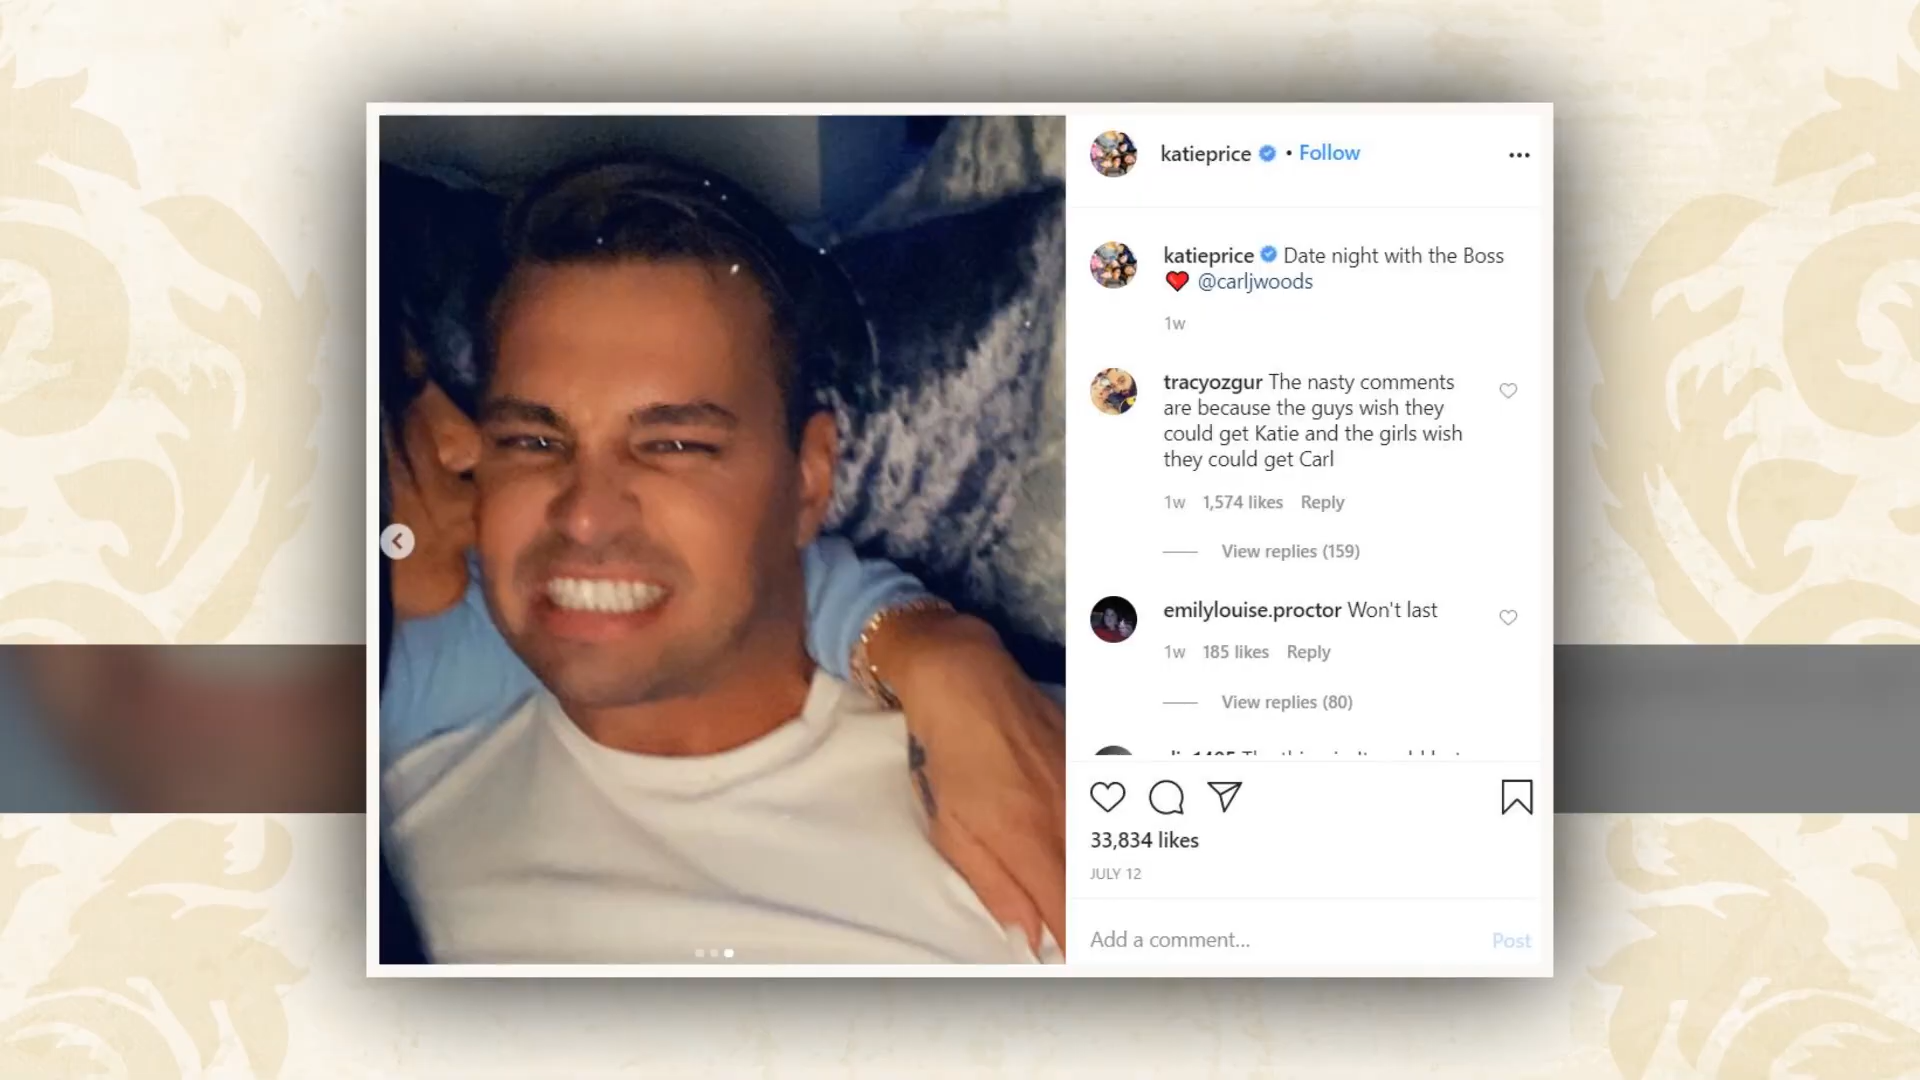 katieprice • Follow
katieprice Date night with the Boss
❤️ @carljwoods
1w
tracyozgur The nasty comments
are because the guys wish they
could get Katie and the girls wish
they could get Carl
1w 1,574 likes Reply
View replies (159)
emilylouise.proctor Won't last
1w 185 likes Reply
View replies (80)
33,834 likes
JULY 12
Add a comment... Post